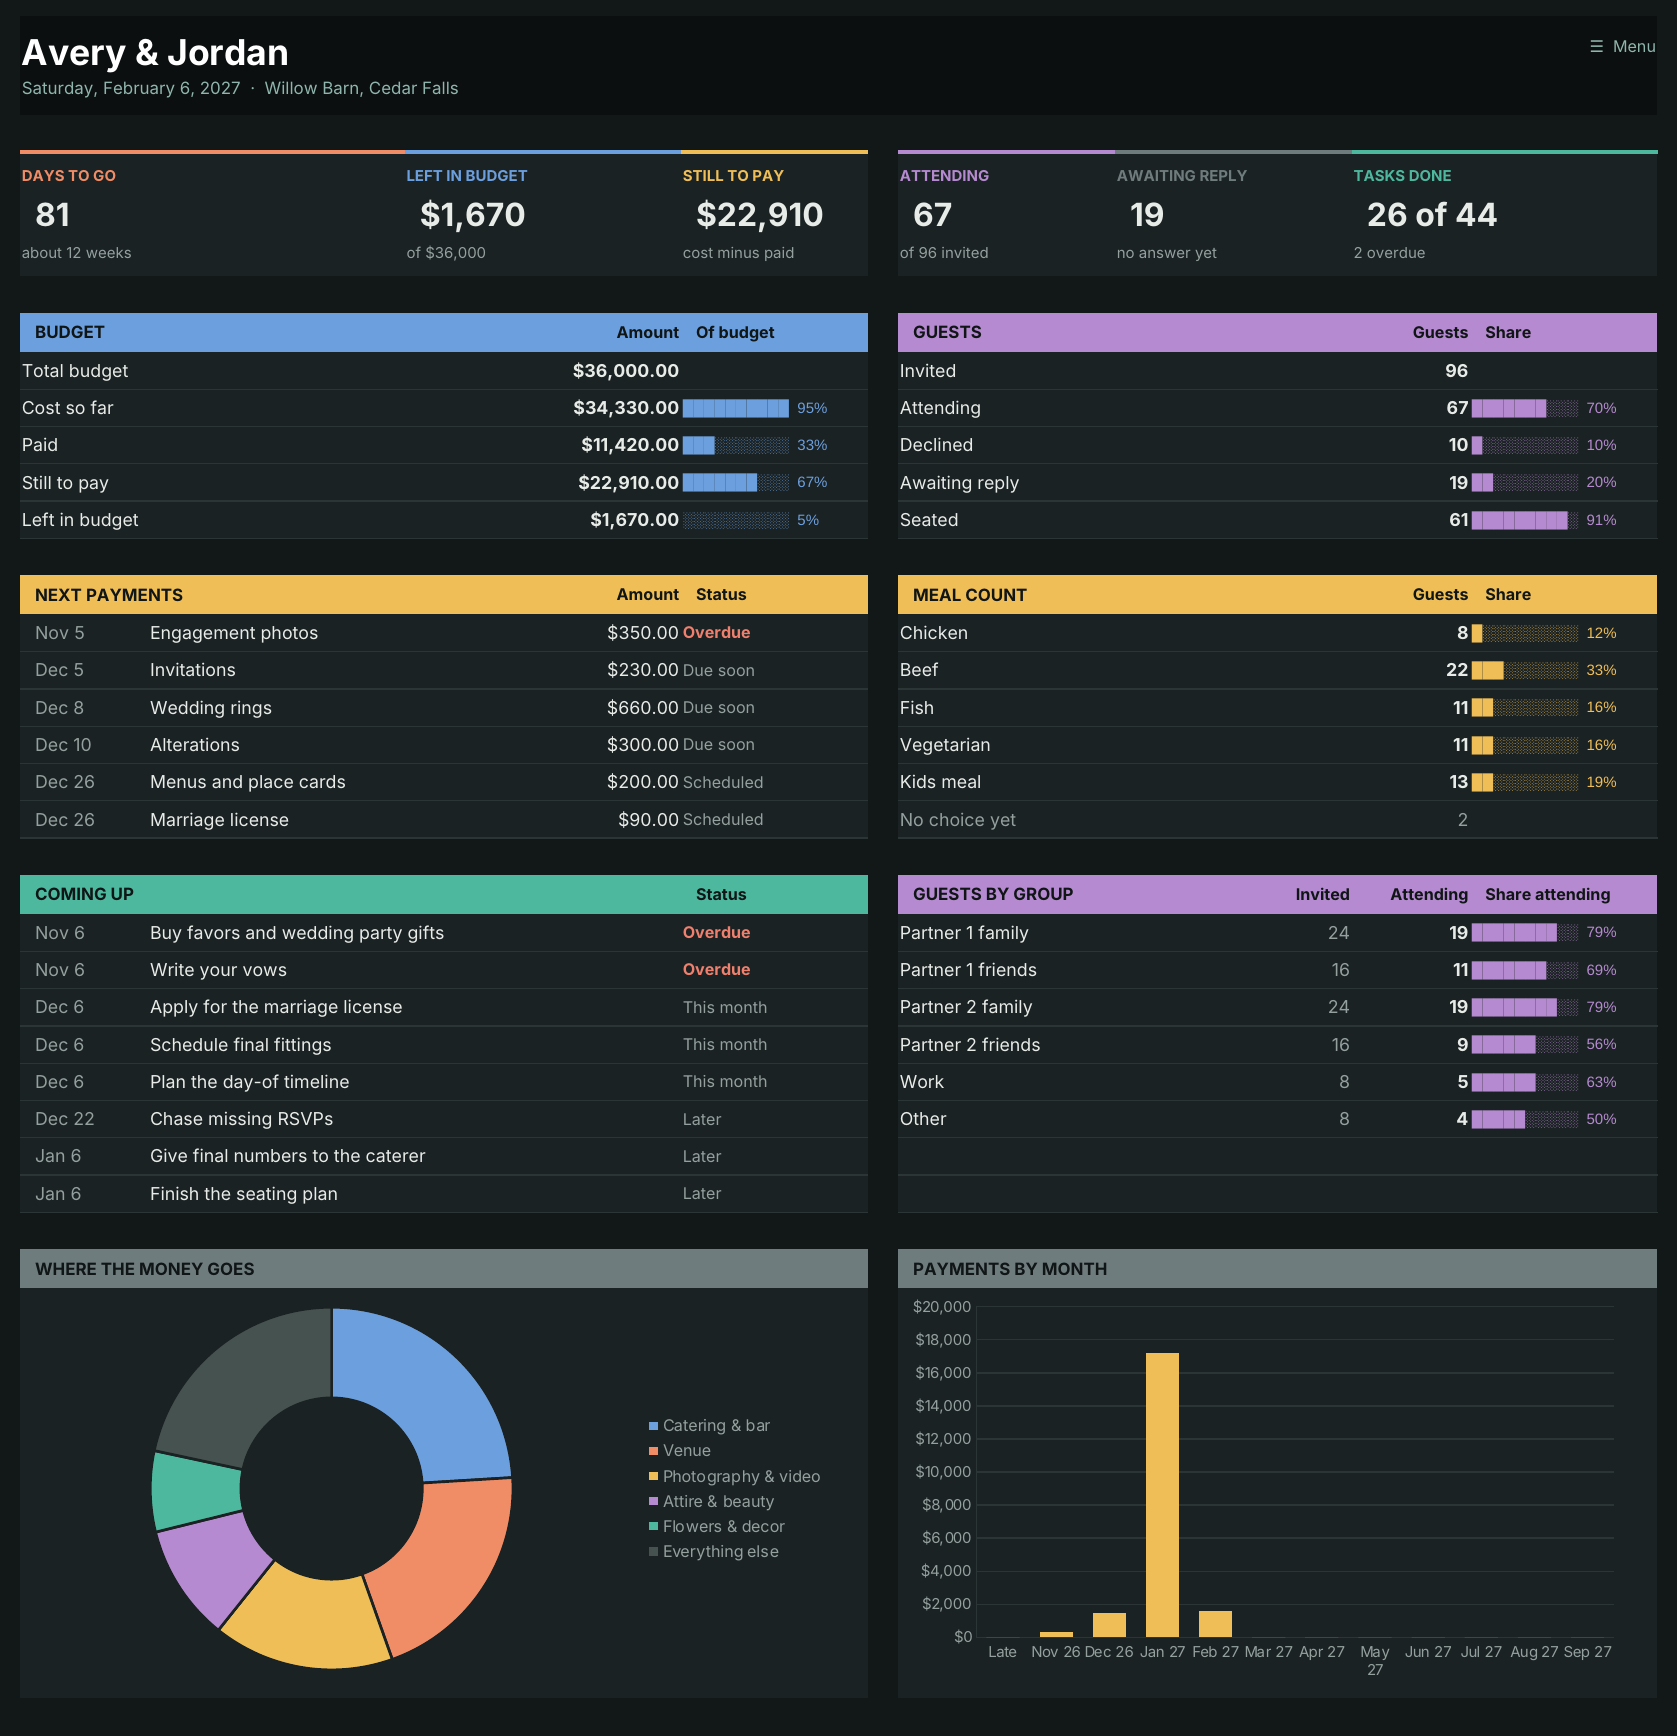 Avery & Jordan
☰ Menu
Saturday, February 6, 2027 · Willow Barn, Cedar Falls
DAYS TO GO
81
about 12 weeks
LEFT IN BUDGET
$1,670
of $36,000
STILL TO PAY
$22,910
cost minus paid
ATTENDING
67
of 96 invited
AWAITING REPLY
19
no answer yet
TASKS DONE
26 of 44
2 overdue
BUDGET Amount Of budget
Total budget $36,000.00
Cost so far $34,330.00 95%
Paid $11,420.00 33%
Still to pay $22,910.00 67%
Left in budget $1,670.00 5%
GUESTS Guests Share
Invited 96
Attending 67 70%
Declined 10 10%
Awaiting reply 19 20%
Seated 61 91%
NEXT PAYMENTS Amount Status
Nov 5 Engagement photos $350.00 Overdue
Dec 5 Invitations $230.00 Due soon
Dec 8 Wedding rings $660.00 Due soon
Dec 10 Alterations $300.00 Due soon
Dec 26 Menus and place cards $200.00 Scheduled
Dec 26 Marriage license $90.00 Scheduled
MEAL COUNT Guests Share
Chicken 8 12%
Beef 22 33%
Fish 11 16%
Vegetarian 11 16%
Kids meal 13 19%
No choice yet 2
COMING UP Status
Nov 6 Buy favors and wedding party gifts Overdue
Nov 6 Write your vows Overdue
Dec 6 Apply for the marriage license This month
Dec 6 Schedule final fittings This month
Dec 6 Plan the day-of timeline This month
Dec 22 Chase missing RSVPs Later
Jan 6 Give final numbers to the caterer Later
Jan 6 Finish the seating plan Later
GUESTS BY GROUP Invited Attending Share attending
Partner 1 family 24 19 79%
Partner 1 friends 16 11 69%
Partner 2 family 24 19 79%
Partner 2 friends 16 9 56%
Work 8 5 63%
Other 8 4 50%
WHERE THE MONEY GOES
Catering & bar
Venue
Photography & video
Attire & beauty
Flowers & decor
Everything else
PAYMENTS BY MONTH
$20,000
$18,000
$16,000
$14,000
$12,000
$10,000
$8,000
$6,000
$4,000
$2,000
$0
Late Nov 26 Dec 26 Jan 27 Feb 27 Mar 27 Apr 27 May 27 Jun 27 Jul 27 Aug 27 Sep 27